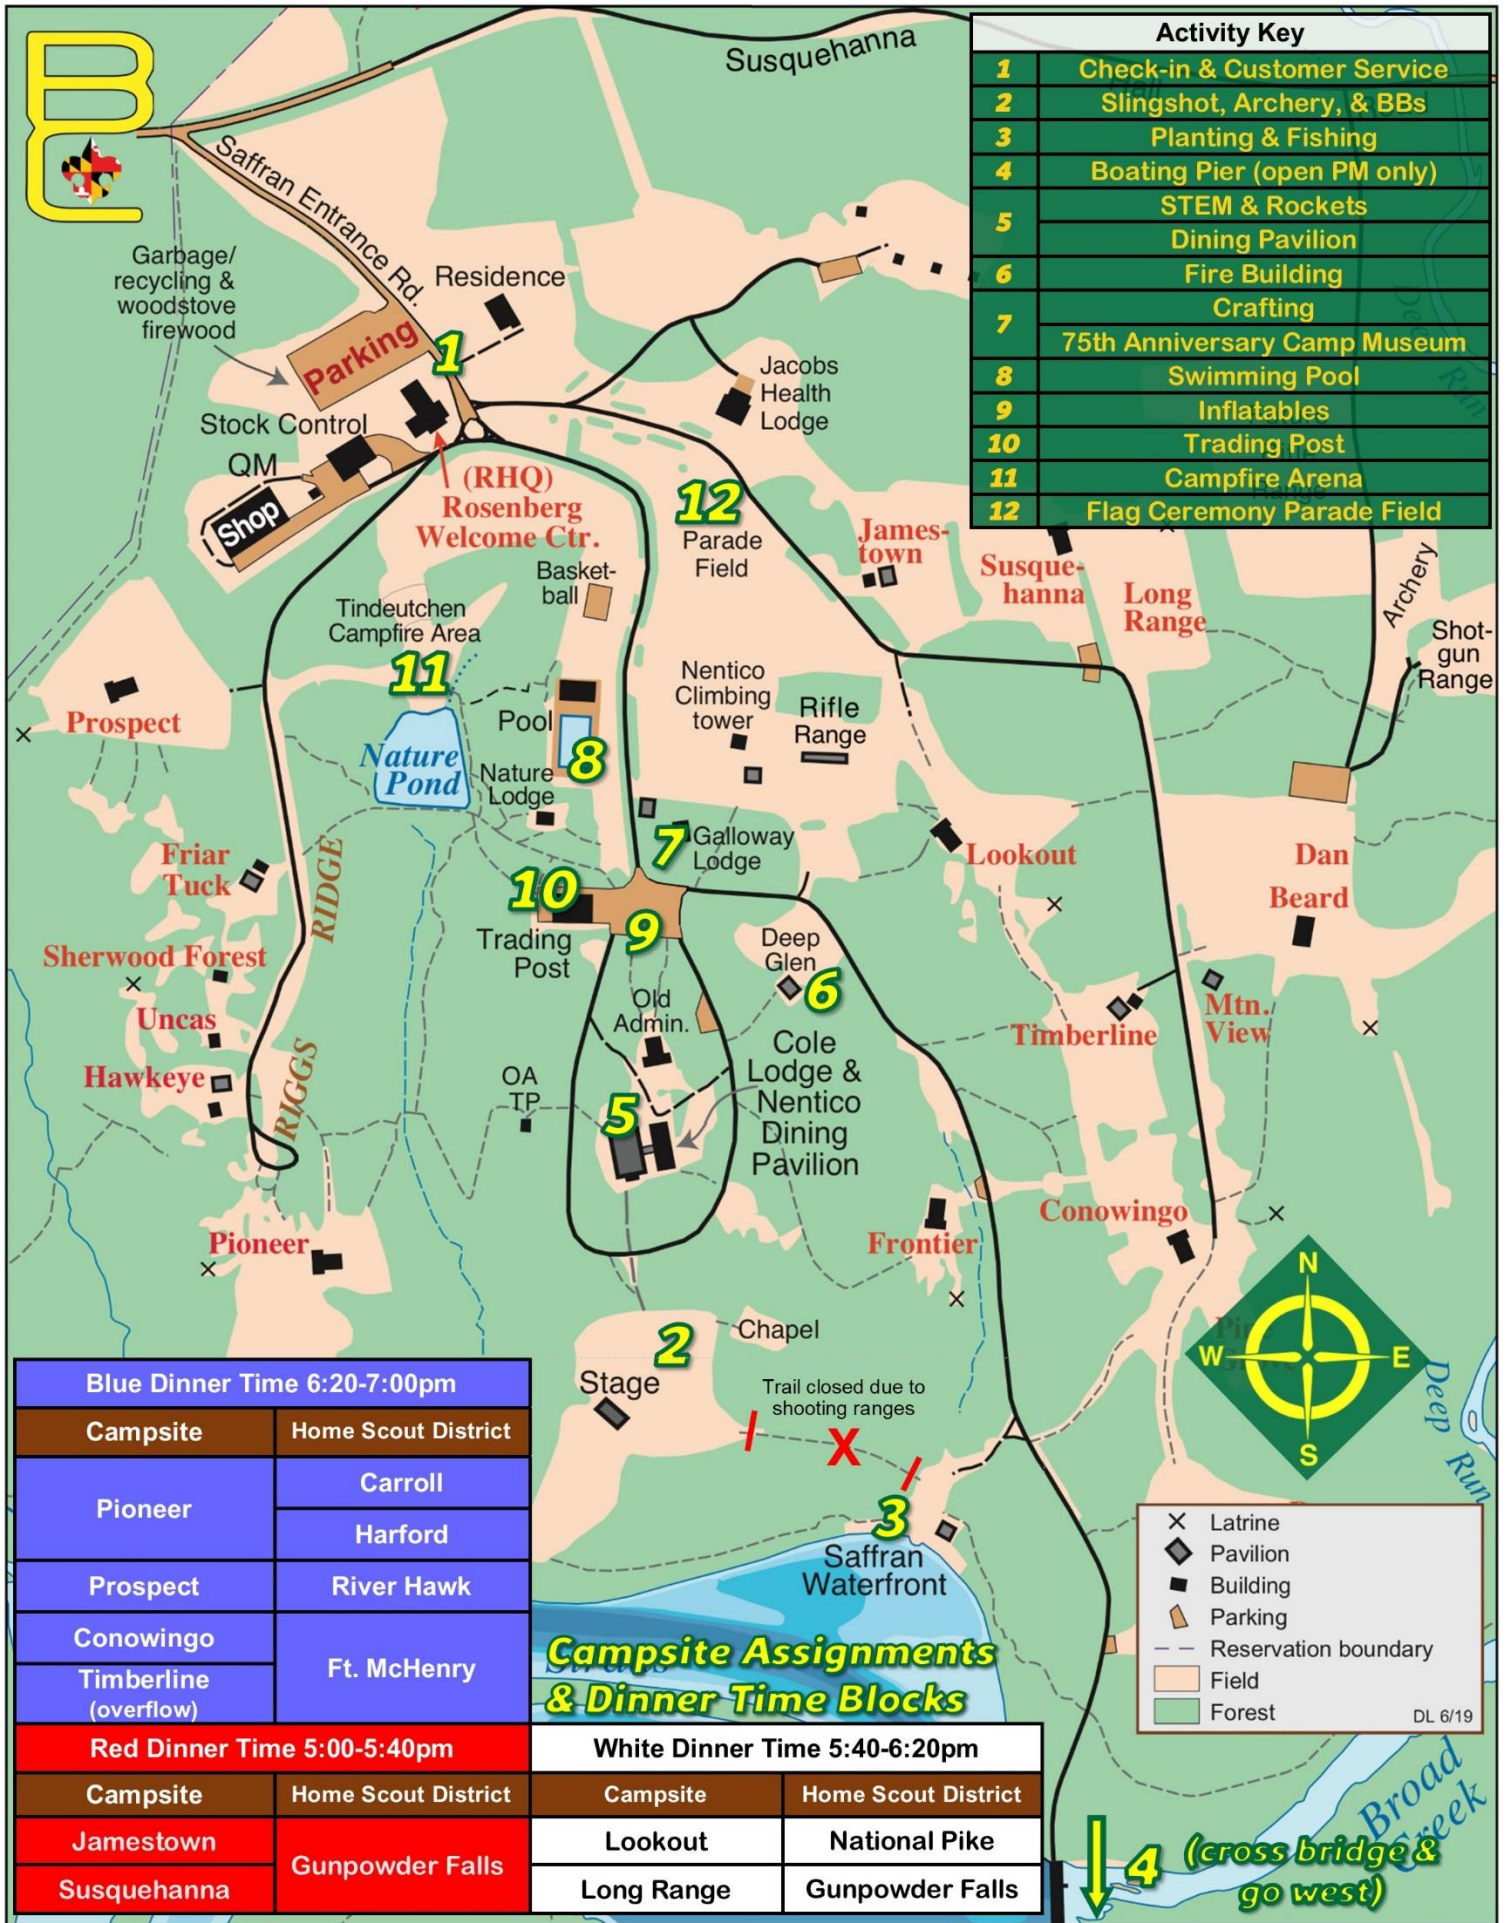 BC
Susquehanna
Activity Key
1 Check-in & Customer Service
2 Slingshot, Archery, & BBs
3 Planting & Fishing
4 Boating Pier (open PM only)
5 STEM & Rockets
Dining Pavilion
6 Fire Building
7 Crafting
75th Anniversary Camp Museum
8 Swimming Pool
9 Inflatables
10 Trading Post
11 Campfire Arena
12 Flag Ceremony Parade Field
Saffran Entrance Rd.
Garbage/
recycling &
woodstove
firewood
Residence
Parking
1
Jacobs
Health
Lodge
Stock Control
QM
Shop
(RHQ)
Rosenberg
Welcome Ctr.
12
Parade
Field
James-
town
Susque-
hanna
Long
Range
Archery
Shot-
gun
Range
Basket-
ball
Tindeutchen
Campfire Area
11
Prospect
Nature
Pond
Pool
8
Nature
Lodge
Nentico
Climbing
tower
Rifle
Range
7
Galloway
Lodge
Lookout
Dan
Beard
Friar
Tuck
RIDGE
10
9
Trading
Post
Deep
Glen
6
Sherwood Forest
Uncas
Hawkeye
RIGGS
Old
Admin.
Cole
Lodge &
Nentico
Dining
Pavilion
OA
TP
5
Timberline
Mtn.
View
Conowingo
Frontier
Pioneer
N
W E
S
Deep Run
2
Chapel
Stage
Trail closed due to
shooting ranges
X
3
Saffran
Waterfront
Latrine
Pavilion
Building
Parking
Reservation boundary
Field
Forest
DL 6/19
Blue Dinner Time 6:20-7:00pm
Campsite Home Scout District
Pioneer Carroll
Harford
Prospect River Hawk
Conowingo Ft. McHenry
Timberline
(overflow)
Campsite Assignments
& Dinner Time Blocks
Red Dinner Time 5:00-5:40pm
Campsite Home Scout District
Jamestown Gunpowder Falls
Susquehanna
White Dinner Time 5:40-6:20pm
Campsite Home Scout District
Lookout National Pike
Long Range Gunpowder Falls
Broad
Creek
4 (cross bridge &
go west)